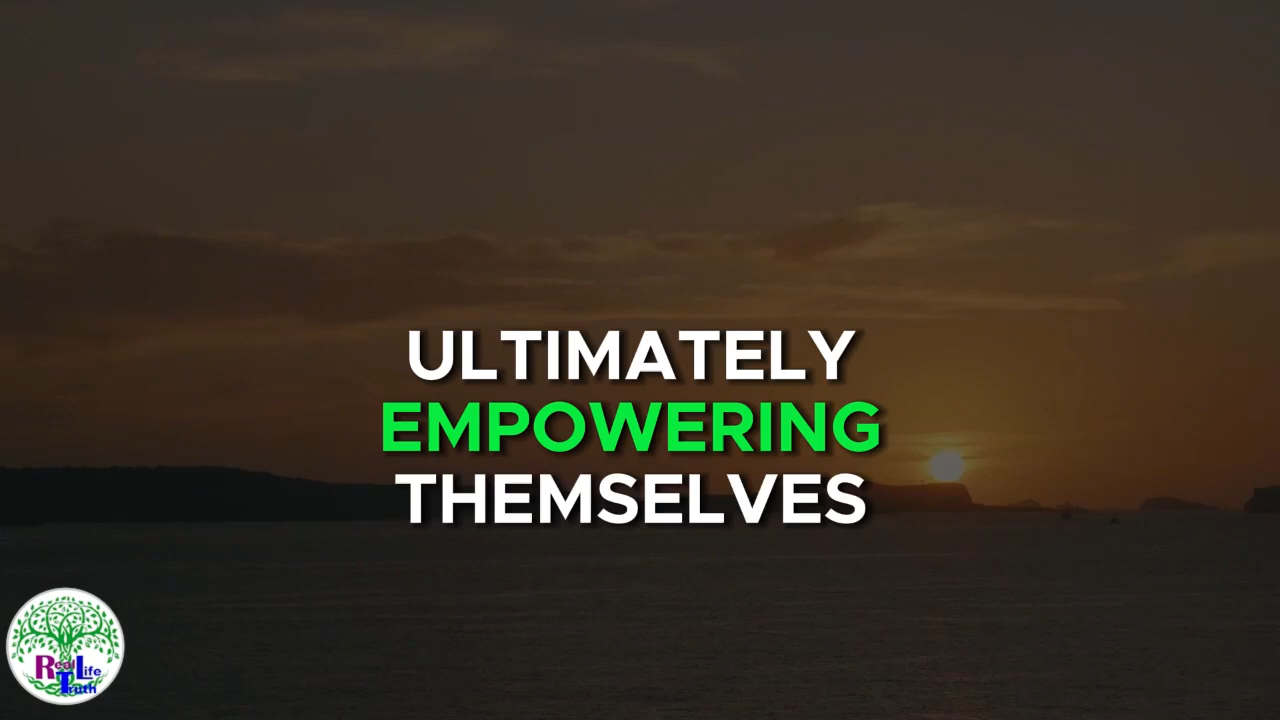 ULTIMATELY
EMPOWERING
THEMSELVES
Real Life
Truth